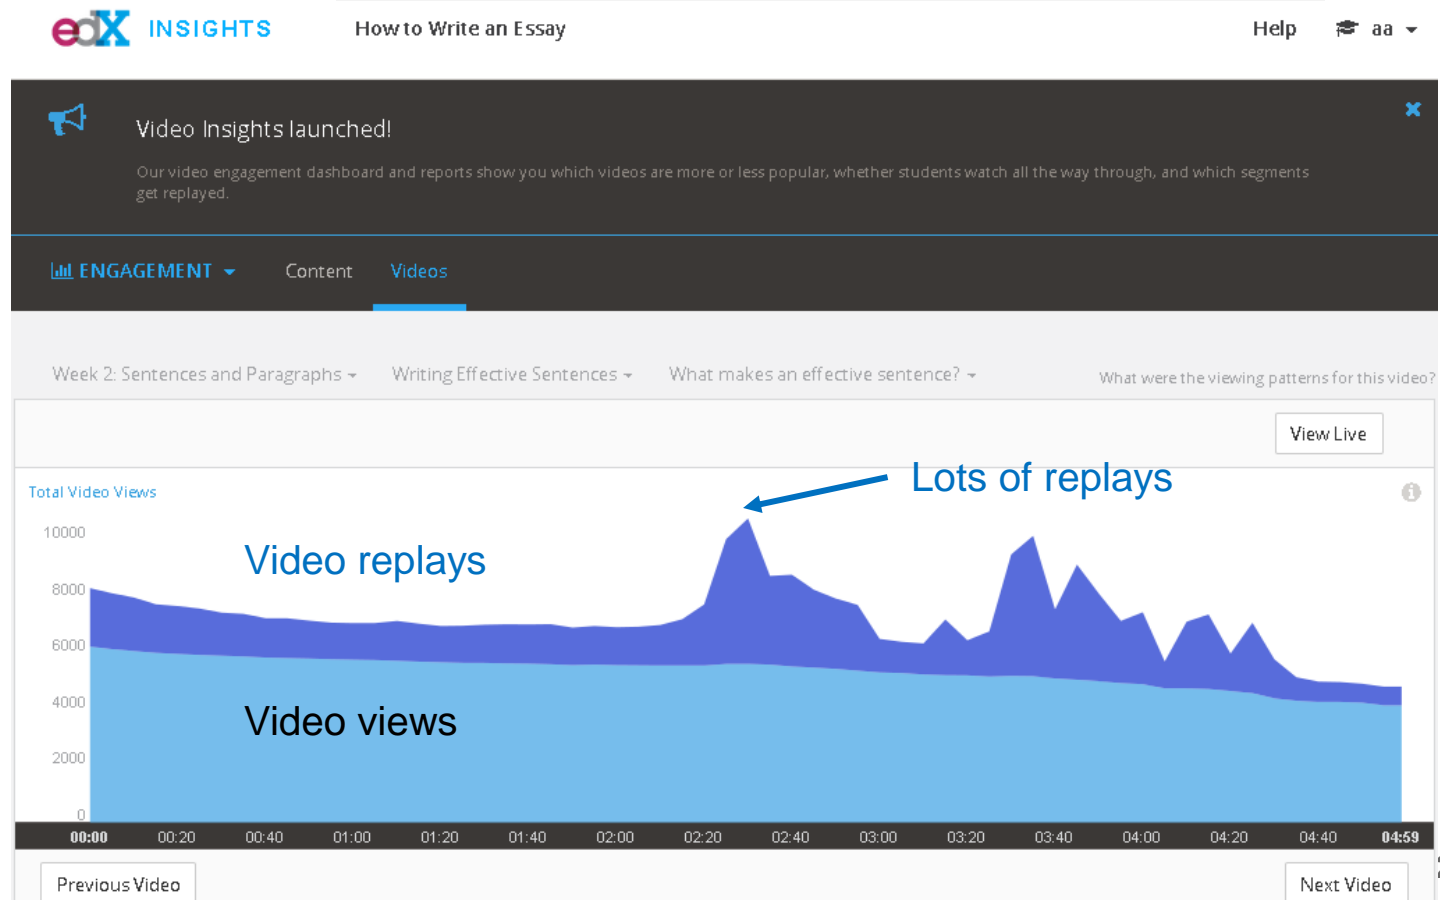 edX INSIGHTS How to Write an Essay Help aa
Video Insights launched!
Our video engagement dashboard and reports show you which videos are more or less popular, whether students watch all the way through, and which segments
get replayed.
ENGAGEMENT Content Videos
Week 2: Sentences and Paragraphs Writing Effective Sentences What makes an effective sentence? What were the viewing patterns for this video?
View Live
Lots of replays
Total Video Views
10000
Video replays
8000
6000
4000
Video views
2000
0
00:00 00:20 00:40 01:00 01:20 01:40 02:00 02:20 02:40 03:00 03:20 03:40 04:00 04:20 04:40 04:59
Previous Video Next Video